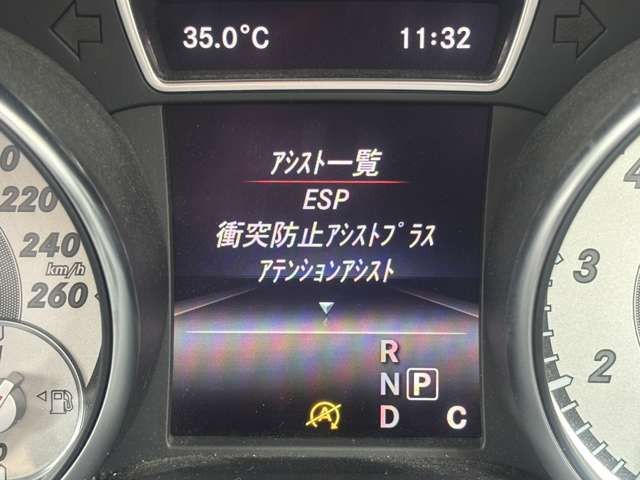 35.0°C 11:32
アシスト一覧
ESP
衝突防止アシストプラス
アテンションアシスト
220
240
km/h
260
4
3
2
R
N P
D C
A